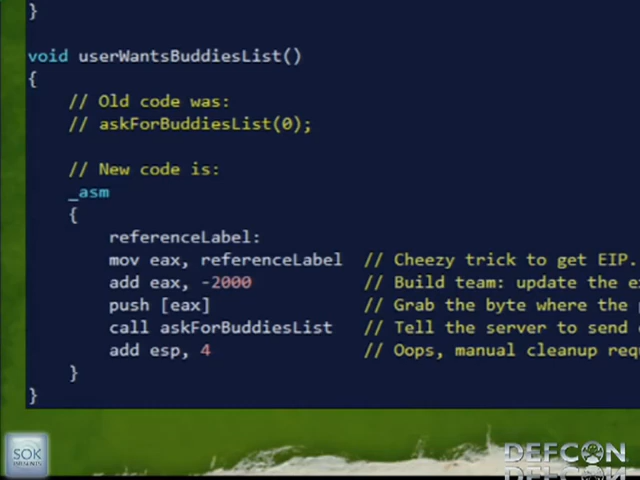 }
void userWantsBuddiesList()
{
// Old code was:
// askForBuddiesList(0);
// New code is:
_asm
{
referenceLabel:
mov eax, referenceLabel // Cheezy trick to get EIP.
add eax, -2000 // Build team: update the
push [eax] // Grab the byte where the
call askForBuddiesList // Tell the server to send
add esp, 4 // Oops, manual cleanup
}
}
SOK
DEFCON